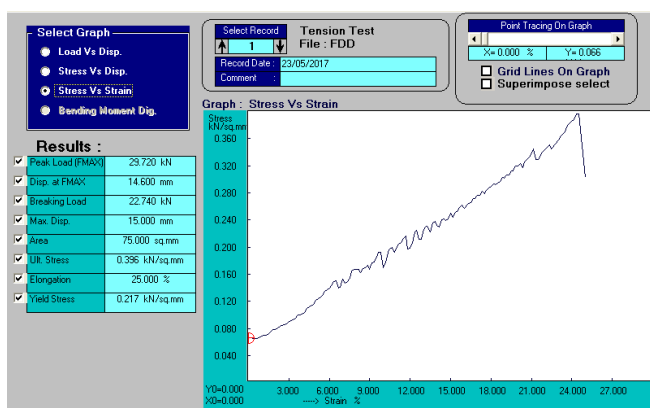 Select Graph
Load Vs Disp.
Stress Vs Disp.
Stress Vs Strain
Bending Moment Dig.
Select Record
1
Tension Test
File : FDD
Record Date : 23/05/2017
Comment :
Point Tracing On Graph
X= 0.000 % Y= 0.066
Grid Lines On Graph
Superimpose select
Results :
Peak Load (FMAX) 29.720 kN
Disp. at FMAX 14.600 mm
Breaking Load 22.740 kN
Max. Disp. 15.000 mm
Area 75.000 sq.mm
Ult. Stress 0.396 kN/sq.mm
Elongation 25.000 %
Yield Stress 0.217 kN/sq.mm
Graph : Stress Vs Strain
Stress
kN/sq.mm
0.360
0.320
0.280
0.240
0.200
0.160
0.120
0.080
0.040
Y0=0.000
X0=0.000
3.000 6.000 9.000 12.000 15.000 18.000 21.000 24.000 27.000
----> Strain %